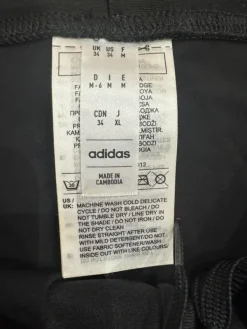 UK US F
34 34 M
D I E
M-6 M M
CDN J
34 XL
adidas
MADE IN
CAMBODIA
US/
UK: MACHINE WASH COLD DELICATE
CYCLE / DO NOT BLEACH / DO
NOT TUMBLE DRY / LINE DRY IN
THE SHADE / DO NOT IRON
DO NOT DRY CLEAN
RINSE STRAIGHT AFTER USE
WITH MILD DETERGENT/DO NOT
USE FABRIC SOFTENER/WASH
INSIDE OUT WITH LIKE COLOURS